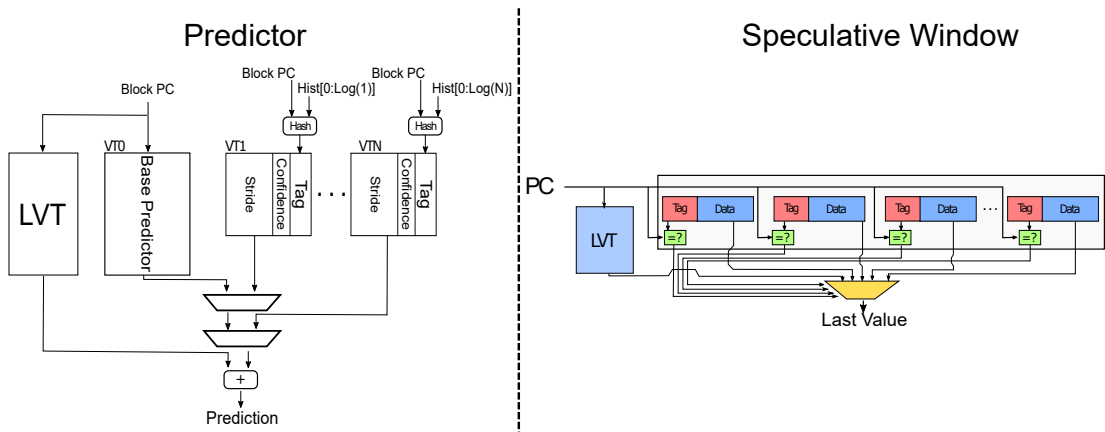 Predictor
Block PC
Block PC
Block PC
Hist[0:Log(1)]
Hist[0:Log(N)]
Hash
Hash
LVT
VT0
Base Predictor
VT1
Stride
Confidence
Tag
. . .
VTN
Stride
Confidence
Tag
+
Prediction
Speculative Window
PC
LVT
Tag
Data
Tag
Data
Tag
Data
...
Tag
Data
=?
=?
=?
=?
Last Value